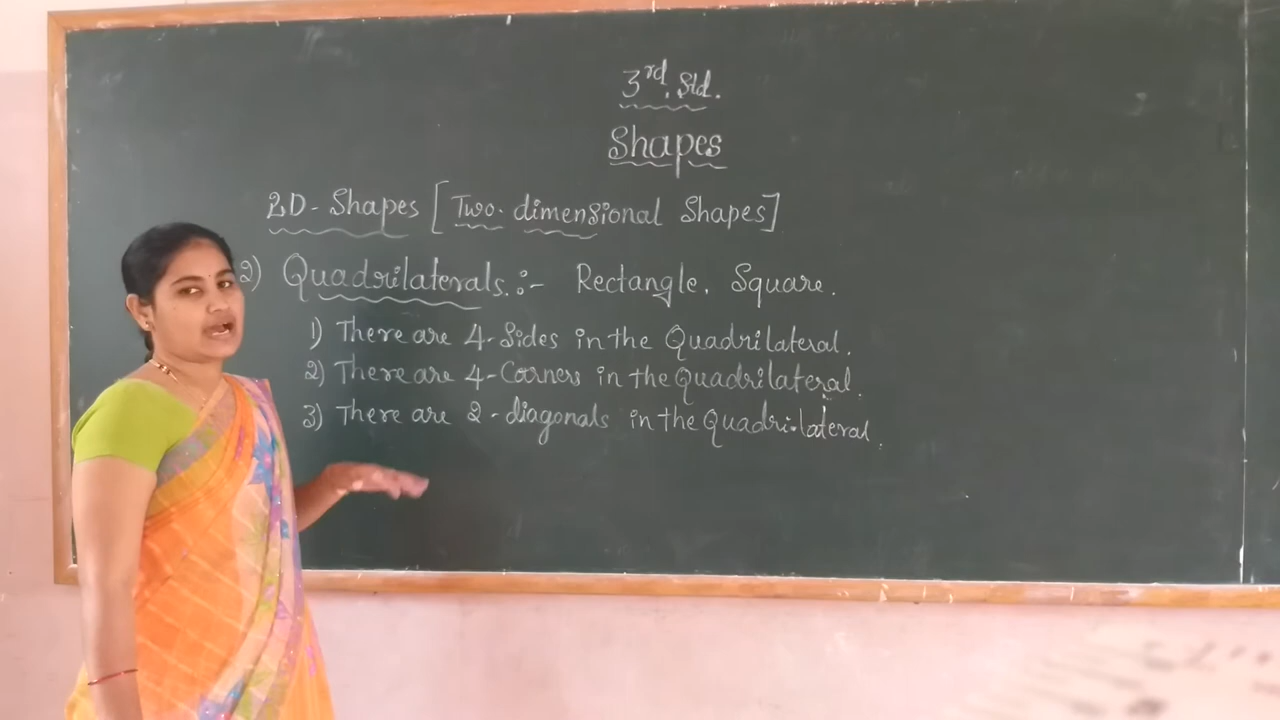 3rd. Std.
Shapes
2D - Shapes [Two-dimensional Shapes]
2) Quadrilaterals. :- Rectangle, Square.
1) There are 4-Sides in the Quadrilateral.
2) There are 4-Corners in the Quadrilateral.
3) There are 2-diagonals in the Quadrilateral.